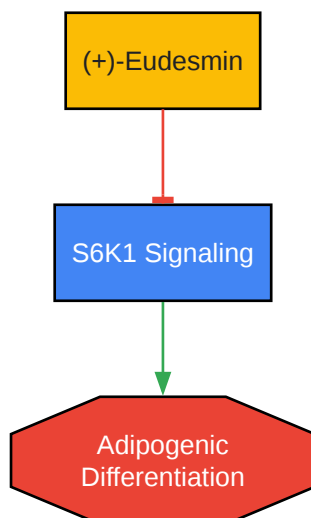 (+)-Eudesmin
S6K1 Signaling
Adipogenic
Differentiation